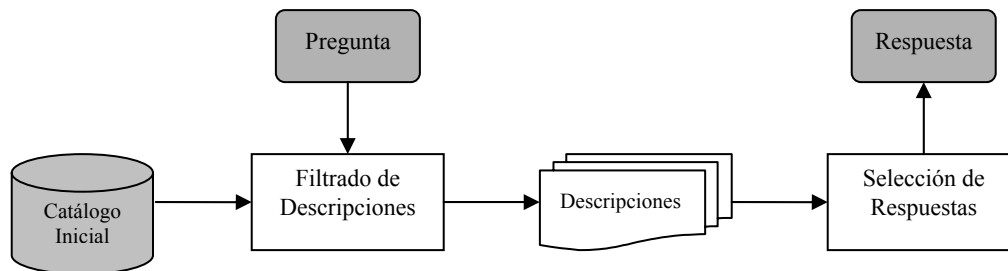 Pregunta
Respuesta
Catálogo
Inicial
Filtrado de
Descripciones
Descripciones
Selección de
Respuestas